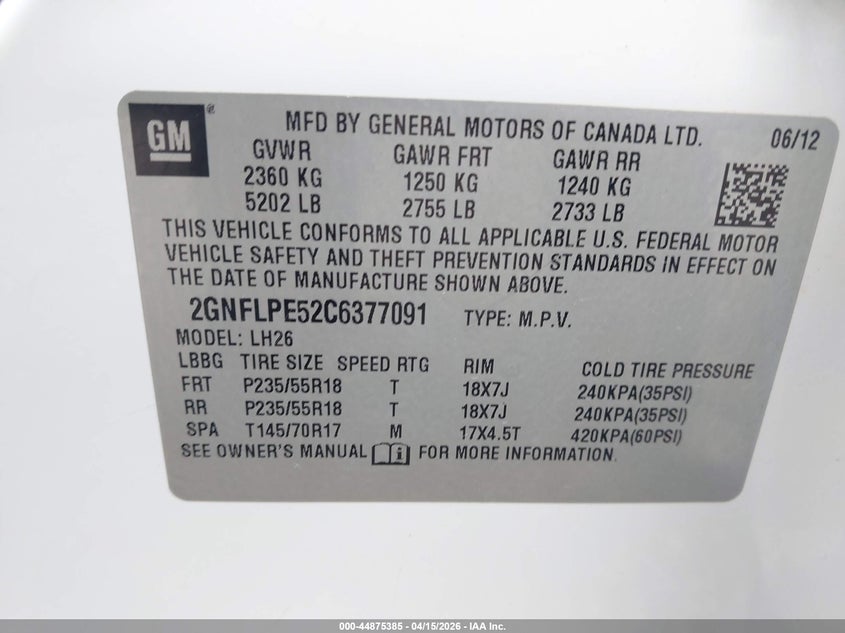 GM®
MFD BY GENERAL MOTORS OF CANADA LTD. 06/12
GVWR GAWR FRT GAWR RR
2360 KG 1250 KG 1240 KG
5202 LB 2755 LB 2733 LB
THIS VEHICLE CONFORMS TO ALL APPLICABLE U.S. FEDERAL MOTOR
VEHICLE SAFETY AND THEFT PREVENTION STANDARDS IN EFFECT ON
THE DATE OF MANUFACTURE SHOWN ABOVE.
2GNFLPE52C6377091 TYPE: M.P.V.
MODEL: LH26
LBBG TIRE SIZE SPEED RTG RIM COLD TIRE PRESSURE
FRT P235/55R18 T 18X7J 240KPA(35PSI)
RR P235/55R18 T 18X7J 240KPA(35PSI)
SPA T145/70R17 M 17X4.5T 420KPA(60PSI)
SEE OWNER'S MANUAL i FOR MORE INFORMATION.
000-44875385 - 04/15/2026 - IAA Inc.